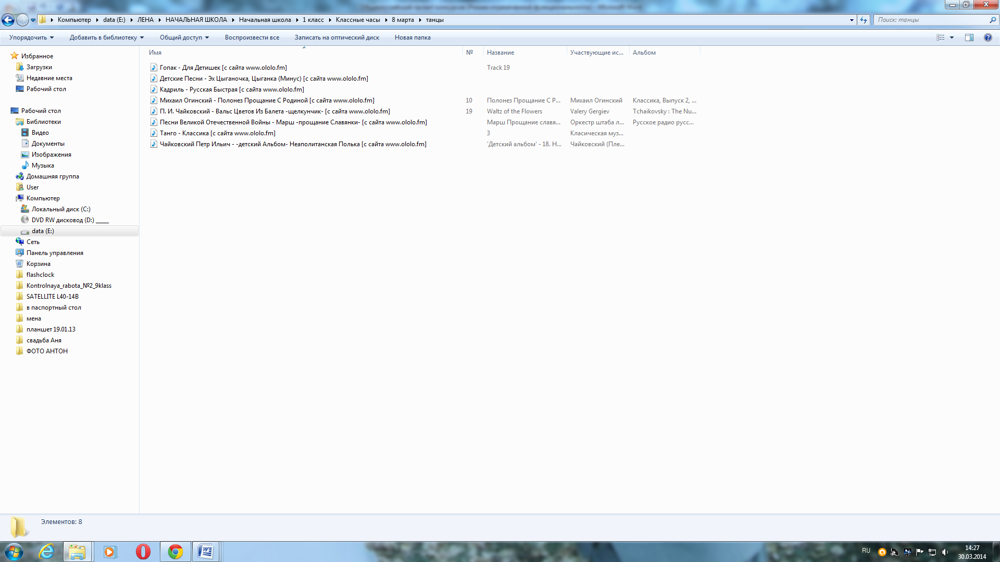 Компьютер data (E:) ЛЕНА НАЧАЛЬНАЯ ШКОЛА Начальная школа 1 класс Классные часы 8 марта танцы Поиск: танцы
Упорядочить Добавить в библиотеку Общий доступ Воспроизвести все Записать на оптический диск Новая папка
Избранное
Загрузки
Недавние места
Рабочий стол
Рабочий стол
Библиотеки
Видео
Документы
Изображения
Музыка
Домашняя группа
User
Компьютер
Локальный диск (C:)
DVD RW дисковод (D:) ____
data (E:)
Сеть
Панель управления
Корзина
flashclock
Kontrolnaya_rabota_№2_9klass
SATELLITE L40-14B
в паспортный стол
мена
планшет 19.01.13
свадьба Аня
ФОТО АНТОН
Имя № Название Участвующие ис... Альбом
Гопак - Для Детишек [с сайта www.ololo.fm] Track 19
Детские Песни - Эх Цыганочка, Цыганка (Минус) [с сайта www.ololo.fm]
Кадриль - Русская Быстрая [с сайта www.ololo.fm]
Михаил Огинский - Полонез Прощание С Родиной [с сайта www.ololo.fm] 10 Полонез Прощание С Р... Михаил Огинский Классика, Выпуск 2, ...
П. И. Чайковский - Вальс Цветов Из Балета -щелкунчик- [с сайта www.ololo.fm] 19 Waltz of the Flowers Valery Gergiev Tchaikovsky : The Nu...
Песни Великой Отечественной Войны - Марш -прощание Славянки- [с сайта www.ololo.fm] Марш Прощание славя... Оркестр штаба л... Русское радио русс...
Танго - Классика [с сайта www.ololo.fm] 3 Класическая муз...
Чайковский Петр Ильич - -детский Альбом- Неаполитанская Полька [с сайта www.ololo.fm] 'Детский альбом' - 18. Н... Чайковский (Пле...
Элементов: 8
RU
14:27
30.03.2014